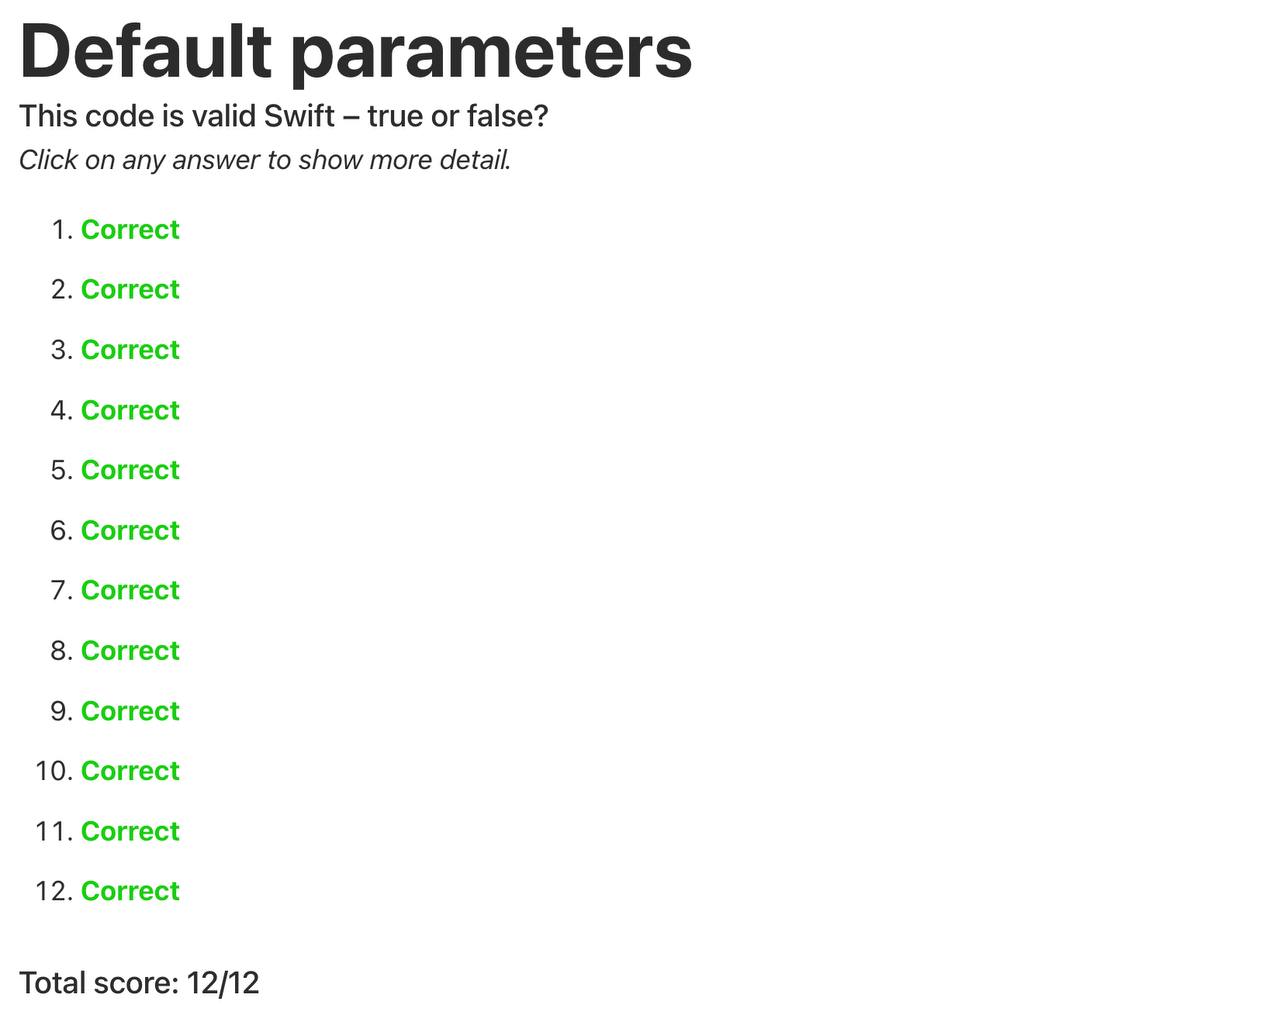 Default parameters
This code is valid Swift – true or false?
Click on any answer to show more detail.
1. Correct
2. Correct
3. Correct
4. Correct
5. Correct
6. Correct
7. Correct
8. Correct
9. Correct
10. Correct
11. Correct
12. Correct
Total score: 12/12